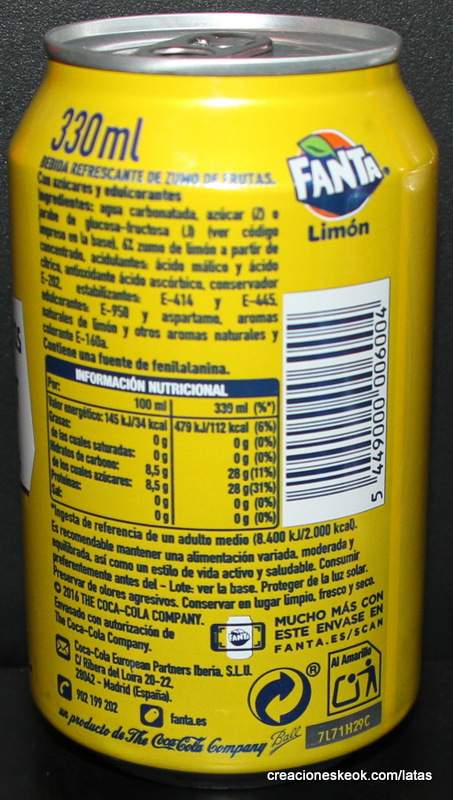 330ml
BEBIDA REFRESCANTE DE ZUMO DE FRUTAS.
Con azúcares y edulcorantes
Ingredientes: agua carbonatada, azúcar (Z) o
jarabe de glucosa-fructosa (J) (ver código
impreso en la base), 6% zumo de limón a partir de
concentrado, acidulantes: ácido málico y ácido
cítrico, antioxidante ácido ascórbico, conservador
E-202, estabilizantes: E-414 y E-445,
edulcorantes: E-950 y aspartamo, aromas
naturales de limón y otros aromas naturales y
colorante E-160a.
Contiene una fuente de fenilalanina.
FANTA
Limón
INFORMACIÓN NUTRICIONAL
Por: 100 ml 330 ml (%*)
Valor energético: 145 kJ/34 kcal 479 kJ/112 kcal (6%)
Grasas: 0 g 0 g (0%)
de las cuales saturadas: 0 g 0 g (0%)
Hidratos de carbono: 8,5 g 28 g (11%)
de los cuales azúcares: 8,5 g 28 g (31%)
Proteínas: 0 g 0 g (0%)
Sal: 0 g 0 g (0%)
5 449000 006004
*Ingesta de referencia de un adulto medio (8.400 kJ/2.000 kcal).
Es recomendable mantener una alimentación variada, moderada y
equilibrada, así como un estilo de vida activo y saludable. Consumir
preferentemente antes del - Lote: ver la base. Proteger de la luz solar.
Preservar de olores agresivos. Conservar en lugar limpio, fresco y seco.
© 2016 THE COCA-COLA COMPANY.
Envasado con autorización de
The Coca-Cola Company.
FANTA
MUCHO MÁS CON
ESTE ENVASE EN
FANTA.ES/SCAN
Coca-Cola European Partners Iberia, S.L.U.
C/ Ribera del Loira 20-22.
28042 - Madrid (España).
902 199 202
fanta.es
®
Al Amarillo
un producto de The Coca-Cola Company
Ball
7L71H29C
creacioneskeok.com/latas